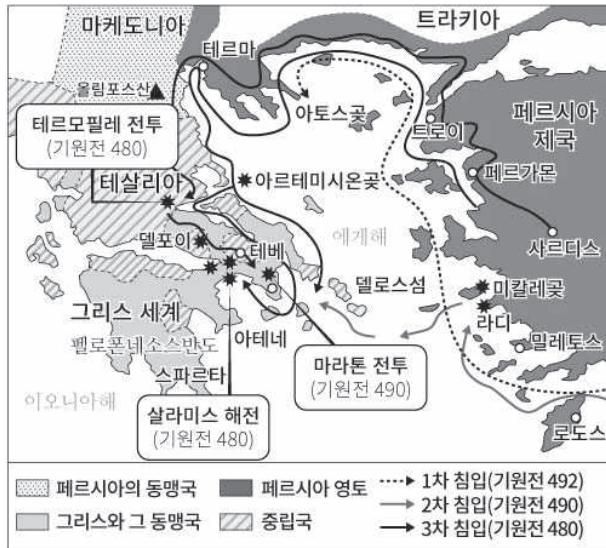 마케도니아
트라키아
테르마
올림포스산
아토스곶
트로이
페르시아
제국
테르모필레 전투
(기원전 480)
페르가몬
테살리아
아르테미시온곶
사르디스
델포이
테베
에게해
델로스섬
미칼레곶
라디
그리스 세계
아테네
밀레토스
펠로폰네소스반도
마라톤 전투
(기원전 490)
스파르타
이오니아해
살라미스 해전
(기원전 480)
로도스
페르시아의 동맹국
페르시아 영토
1차 침입(기원전 492)
그리스와 그 동맹국
중립국
2차 침입(기원전 490)
3차 침입(기원전 480)